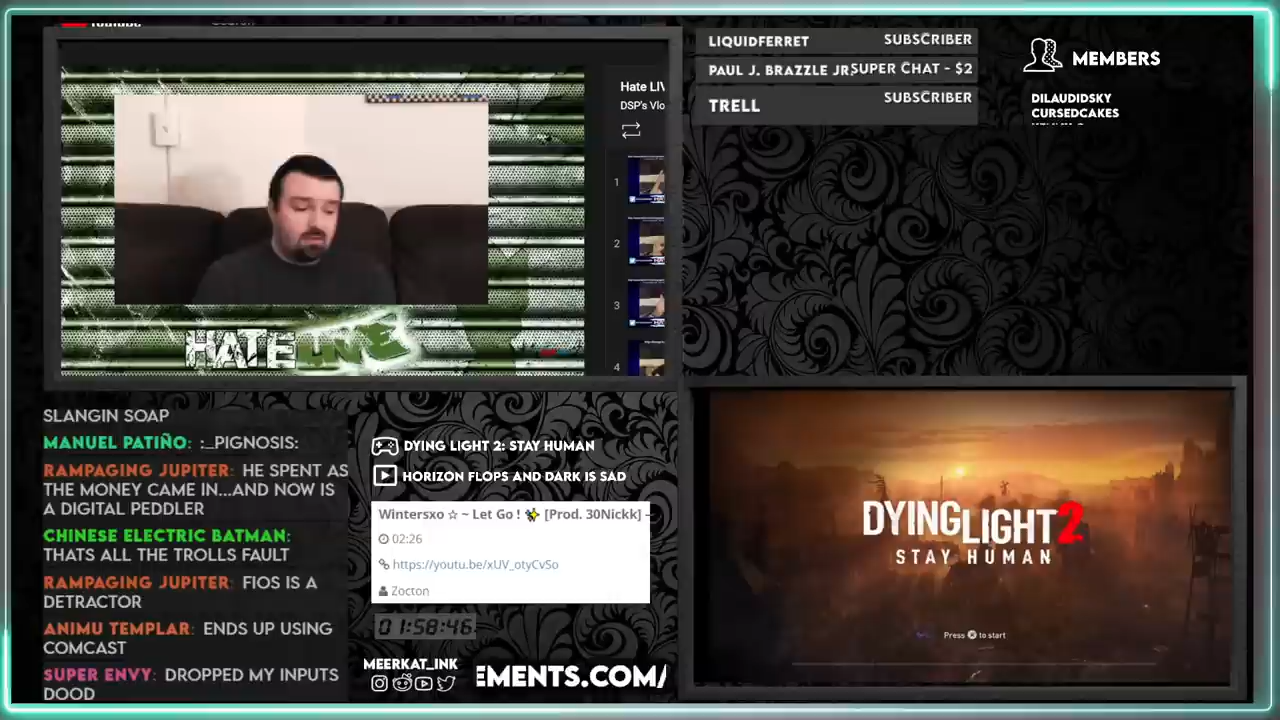 LIQUIDFERRET SUBSCRIBER
PAUL J. BRAZZLE JR. SUPER CHAT - $2
TRELL SUBSCRIBER
MEMBERS
DILAUDIDSKY
CURSEDCAKES
Hate LIV
DSP's Vlo
1
2
3
4
HATE LIVE
SLANGIN SOAP
MANUEL PATIÑO: :_PIGNOSIS:
RAMPAGING JUPITER: HE SPENT AS
THE MONEY CAME IN...AND NOW IS
A DIGITAL PEDDLER
CHINESE ELECTRIC BATMAN:
THATS ALL THE TROLLS FAULT
RAMPAGING JUPITER: FIOS IS A
DETRACTOR
ANIMU TEMPLAR: ENDS UP USING
COMCAST
SUPER ENVY: DROPPED MY INPUTS
DOOD
DYING LIGHT 2: STAY HUMAN
HORIZON FLOPS AND DARK IS SAD
Wintersxo ☆ ~ Let Go ! ✨ [Prod. 30Nickk] –
02:26
https://youtu.be/xUV_otyCvSo
Zocton
01:58:46
MEERKAT_INK
EMENTS.COM/
DYING LIGHT 2
STAY HUMAN
Press ⓧ to start